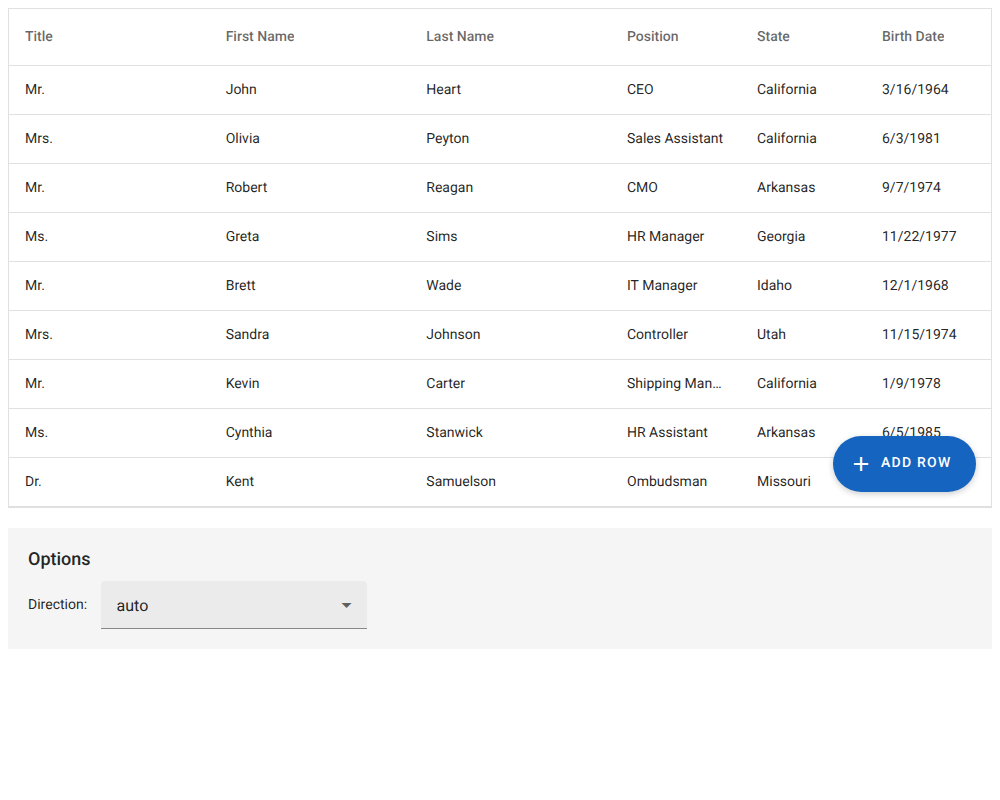 Title First Name Last Name Position State Birth Date
Mr. John Heart CEO California 3/16/1964
Mrs. Olivia Peyton Sales Assistant California 6/3/1981
Mr. Robert Reagan CMO Arkansas 9/7/1974
Ms. Greta Sims HR Manager Georgia 11/22/1977
Mr. Brett Wade IT Manager Idaho 12/1/1968
Mrs. Sandra Johnson Controller Utah 11/15/1974
Mr. Kevin Carter Shipping Man... California 1/9/1978
Ms. Cynthia Stanwick HR Assistant Arkansas 6/5/1985
Dr. Kent Samuelson Ombudsman Missouri
ADD ROW
Options
Direction: auto